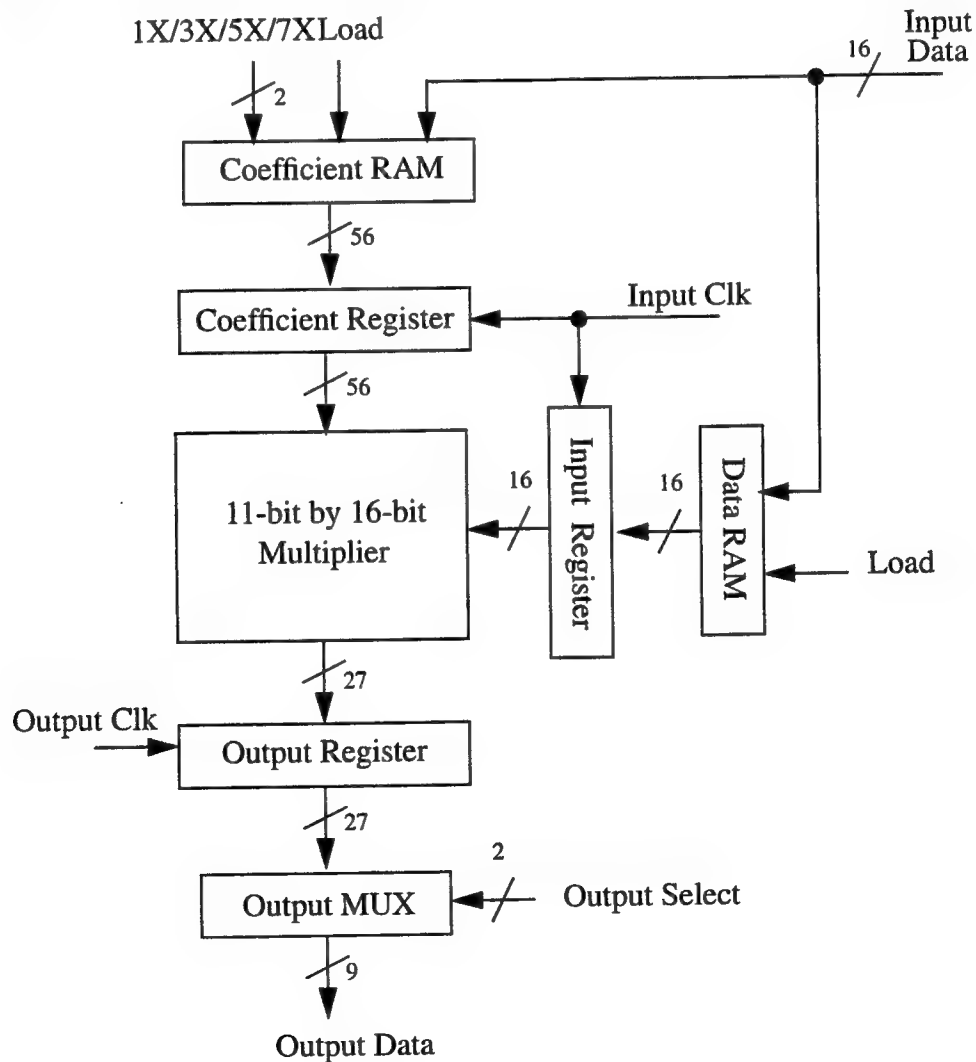 1X/3X/5X/7XLoad
Input
Data
16
2
Coefficient RAM
56
Input Clk
Coefficient Register
56
11-bit by 16-bit
Multiplier
16
Input Register
16
Data RAM
Load
27
Output Clk
Output Register
27
2
Output MUX
Output Select
9
Output Data